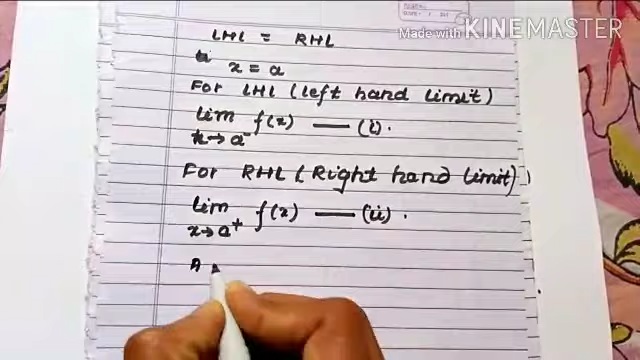 Made with KINEMASTER
LHL = RHL
x = a
For LHL (left hand limit)
lim f(x) — (i).
x→a⁻
For RHL (Right hand limit)
lim f(x) — (ii).
x→a⁺
A